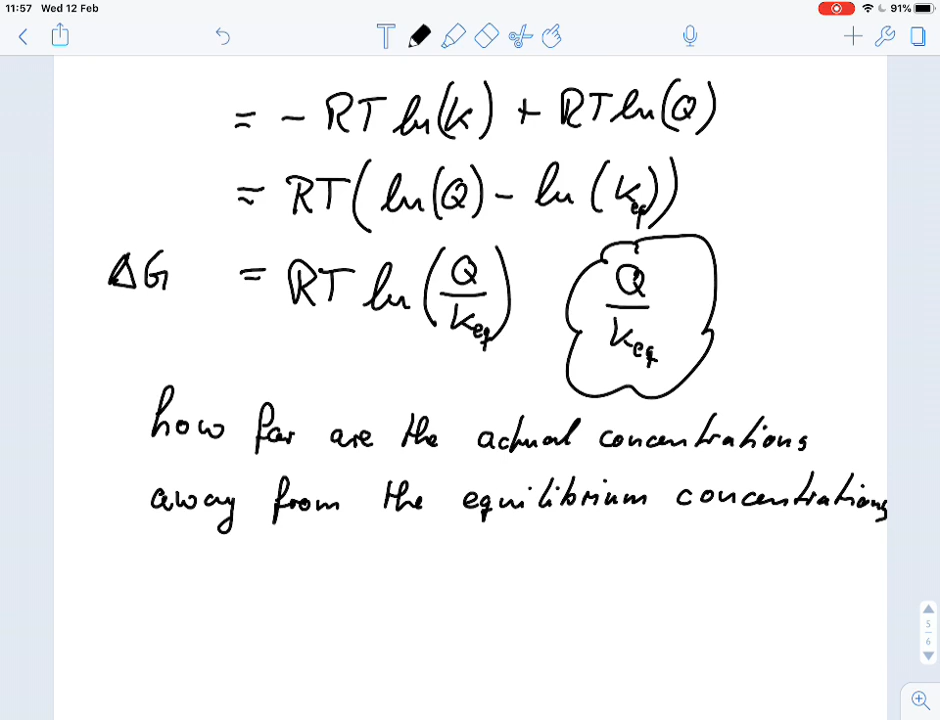 11:57 Wed 12 Feb 91%
= - RT ln(K) + RT ln(Q)
= RT( ln(Q) - ln(Keq))
ΔG = RT ln(Q/Keq) Q/Keq
how far are the actual concentrations
away from the equilibrium concentrations
5
6